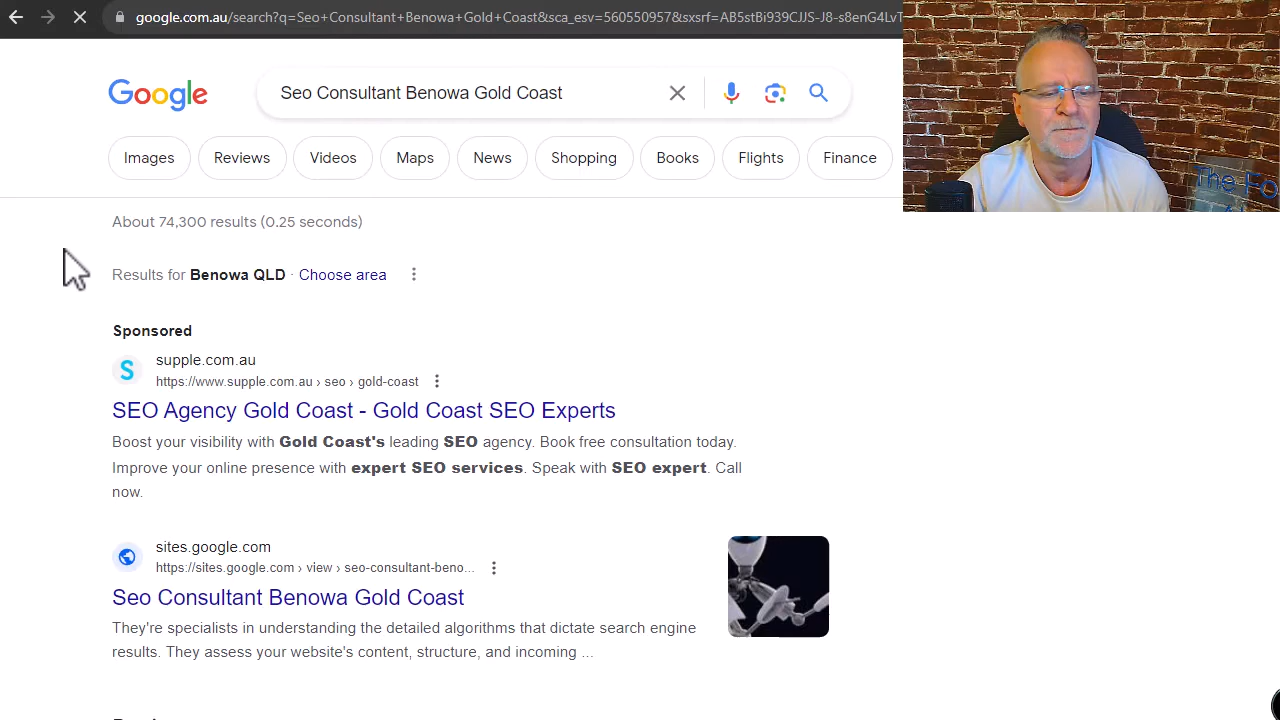 google.com.au/search?q=Seo+Consultant+Benowa+Gold+Coast&sca_esv=560550957&sxsrf=AB5stBi939CJJS-J8-s8enG4LvT
Google
Seo Consultant Benowa Gold Coast
Images Reviews Videos Maps News Shopping Books Flights Finance
About 74,300 results (0.25 seconds)
Results for Benowa QLD · Choose area
Sponsored
S
supple.com.au
https://www.supple.com.au › seo › gold-coast
SEO Agency Gold Coast - Gold Coast SEO Experts
Boost your visibility with Gold Coast's leading SEO agency. Book free consultation today.
Improve your online presence with expert SEO services. Speak with SEO expert. Call
now.
sites.google.com
https://sites.google.com › view › seo-consultant-beno...
Seo Consultant Benowa Gold Coast
They're specialists in understanding the detailed algorithms that dictate search engine
results. They assess your website's content, structure, and incoming ...
The Fo